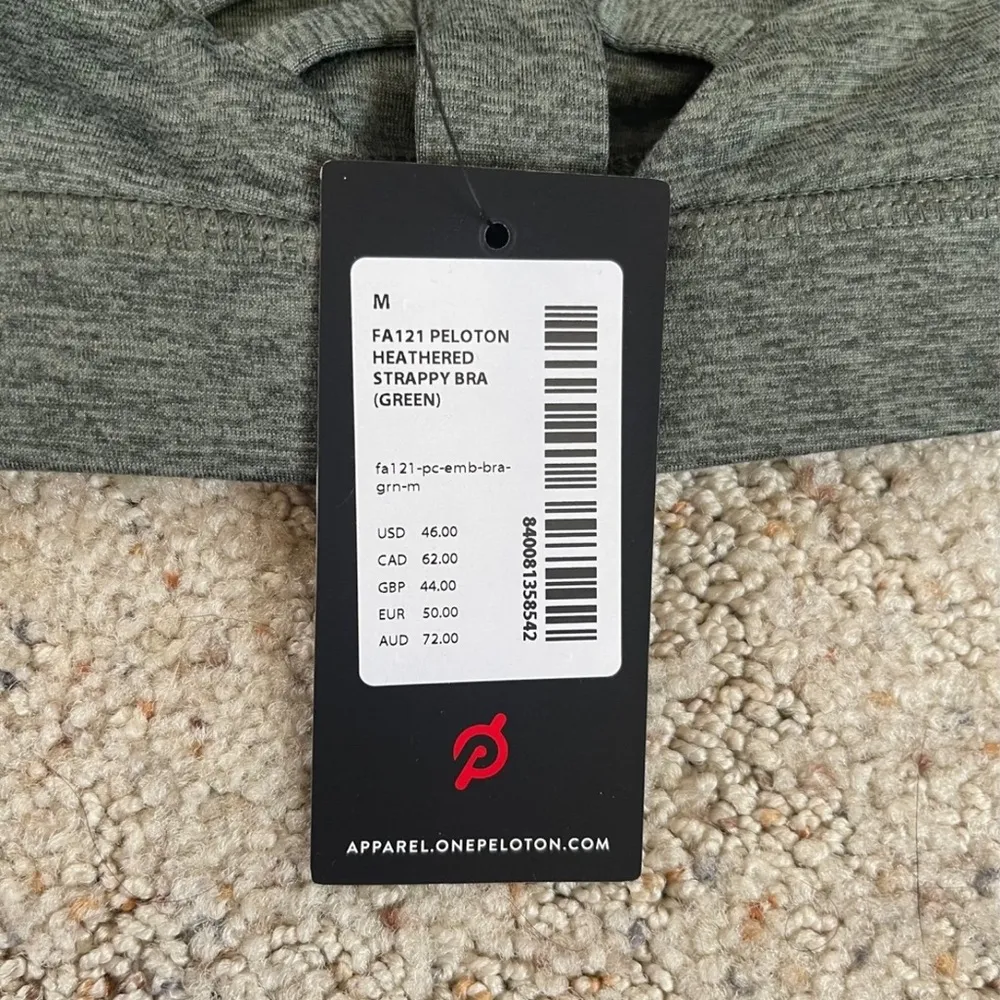 M
FA121 PELOTON
HEATHERED
STRAPPY BRA
(GREEN)
fa121-pc-emb-bra-
grn-m
USD 46.00
CAD 62.00
GBP 44.00
EUR 50.00
AUD 72.00
840081358542
APPAREL.ONEPELOTON.COM